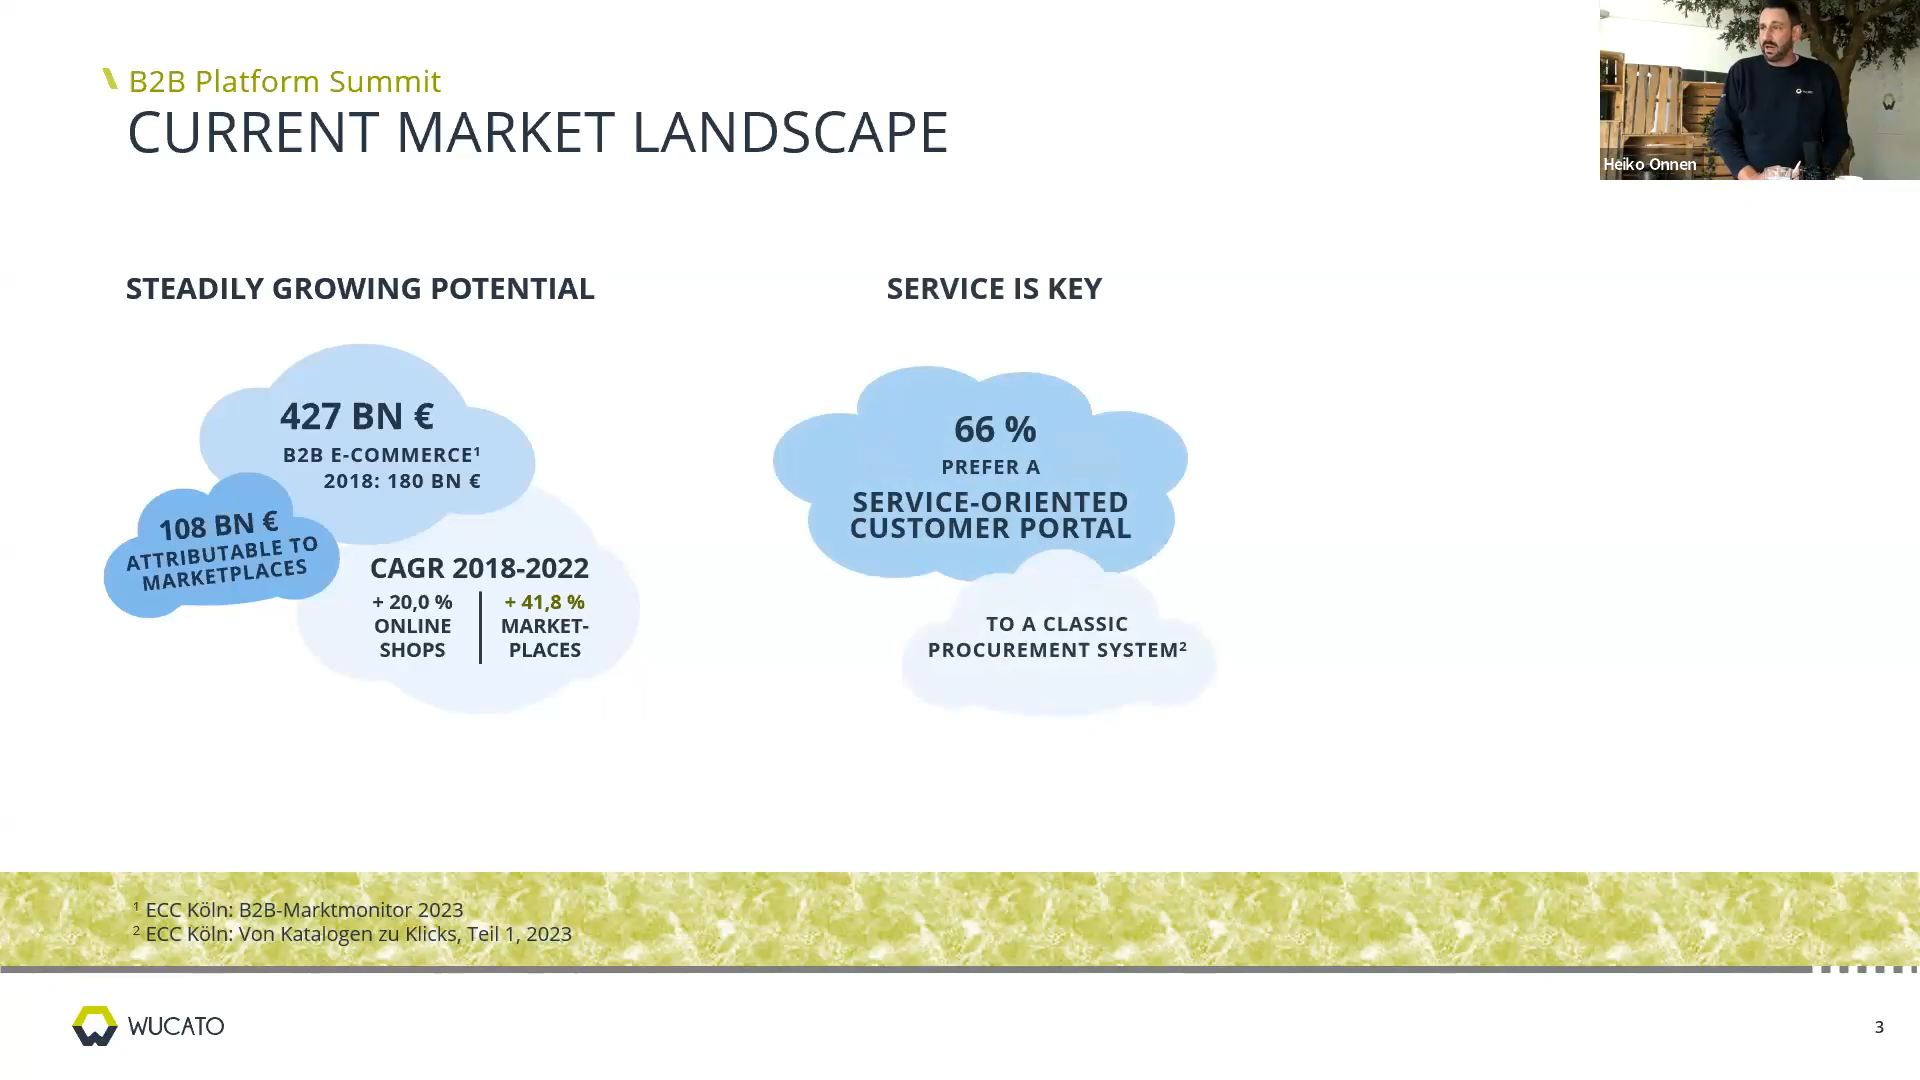 B2B Platform Summit
CURRENT MARKET LANDSCAPE
Heiko Onnen
STEADILY GROWING POTENTIAL
427 BN €
B2B E-COMMERCE¹
2018: 180 BN €
108 BN €
ATTRIBUTABLE TO
MARKETPLACES
CAGR 2018-2022
+ 20,0 %
ONLINE
SHOPS
+ 41,8 %
MARKET-
PLACES
SERVICE IS KEY
66 %
PREFER A
SERVICE-ORIENTED
CUSTOMER PORTAL
TO A CLASSIC
PROCUREMENT SYSTEM²
¹ ECC Köln: B2B-Marktmonitor 2023
² ECC Köln: Von Katalogen zu Klicks, Teil 1, 2023
WUCATO
3